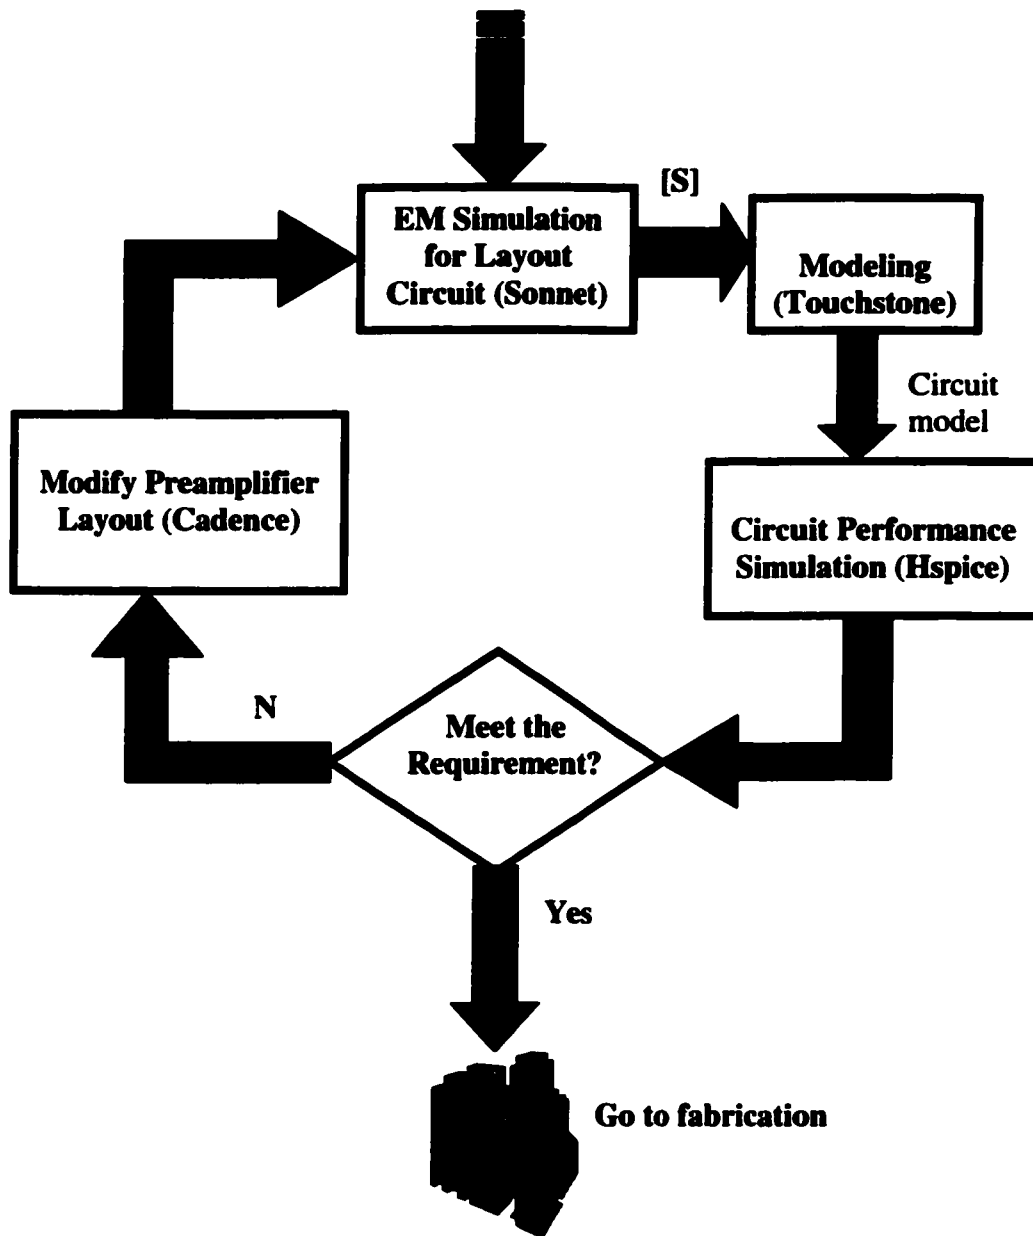 [S]
EM Simulation
for Layout
Circuit (Sonnet)
Modeling
(Touchstone)
Circuit
model
Modify Preamplifier
Layout (Cadence)
Circuit Performance
Simulation (Hspice)
N
Meet the
Requirement?
Yes
Go to fabrication